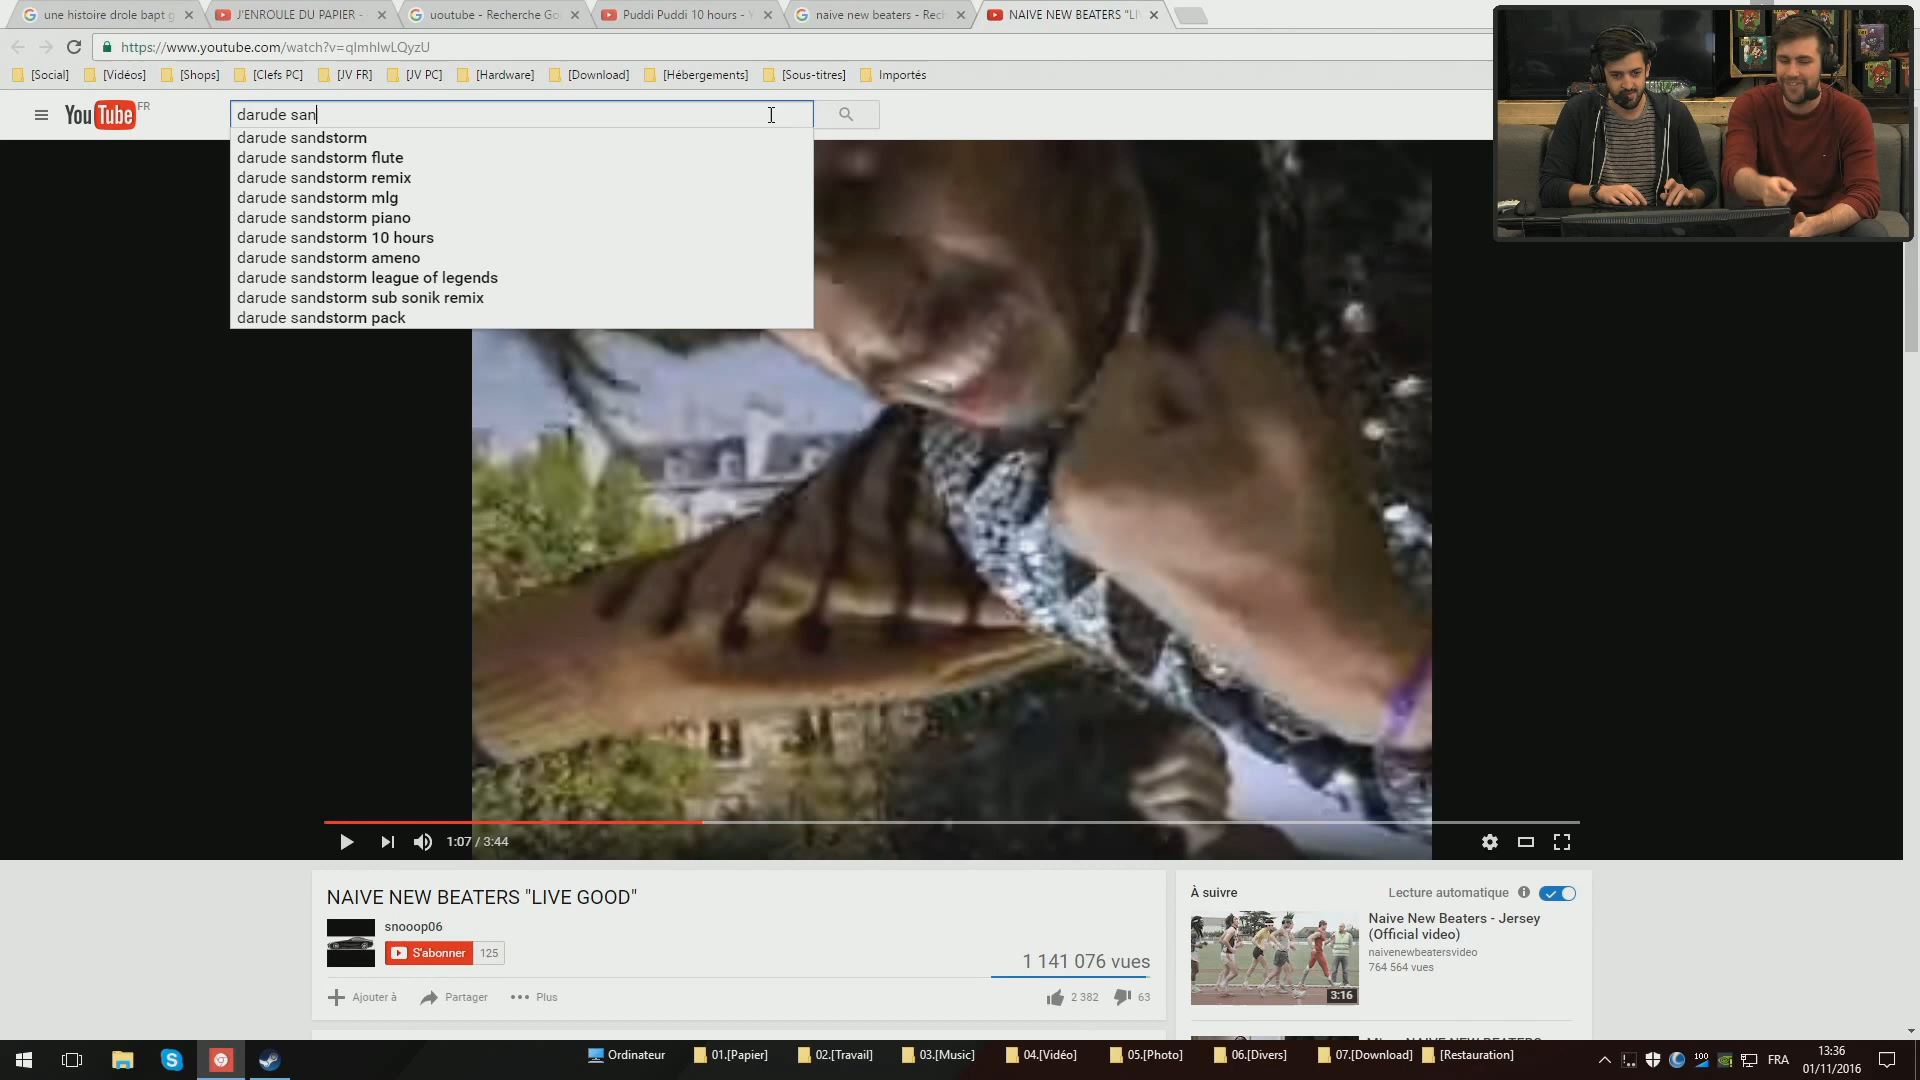 une histoire drole bapt g
J'ENROULE DU PAPIER -
uoutube - Recherche Go
Puddi Puddi 10 hours - Y
naive new beaters - Rech
NAIVE NEW BEATERS "LI
https://www.youtube.com/watch?v=qImhlwLQyzU
[Social]
[Vidéos]
[Shops]
[Clefs PC]
[JV FR]
[JV PC]
[Hardware]
[Download]
[Hébergements]
[Sous-titres]
Importés
YouTube FR
darude san
darude sandstorm
darude sandstorm flute
darude sandstorm remix
darude sandstorm mlg
darude sandstorm piano
darude sandstorm 10 hours
darude sandstorm ameno
darude sandstorm league of legends
darude sandstorm sub sonik remix
darude sandstorm pack
1:07 / 3:44
NAIVE NEW BEATERS "LIVE GOOD"
snooop06
S'abonner 125
1 141 076 vues
Ajouter à
Partager
Plus
2 382
63
À suivre
Lecture automatique
Naive New Beaters - Jersey
(Official video)
naivenewbeatersvideo
764 564 vues
3:16
Ordinateur
01.[Papier]
02.[Travail]
03.[Music]
04.[Vidéo]
05.[Photo]
06.[Divers]
07.[Download]
[Restauration]
100
FRA
13:36
01/11/2016